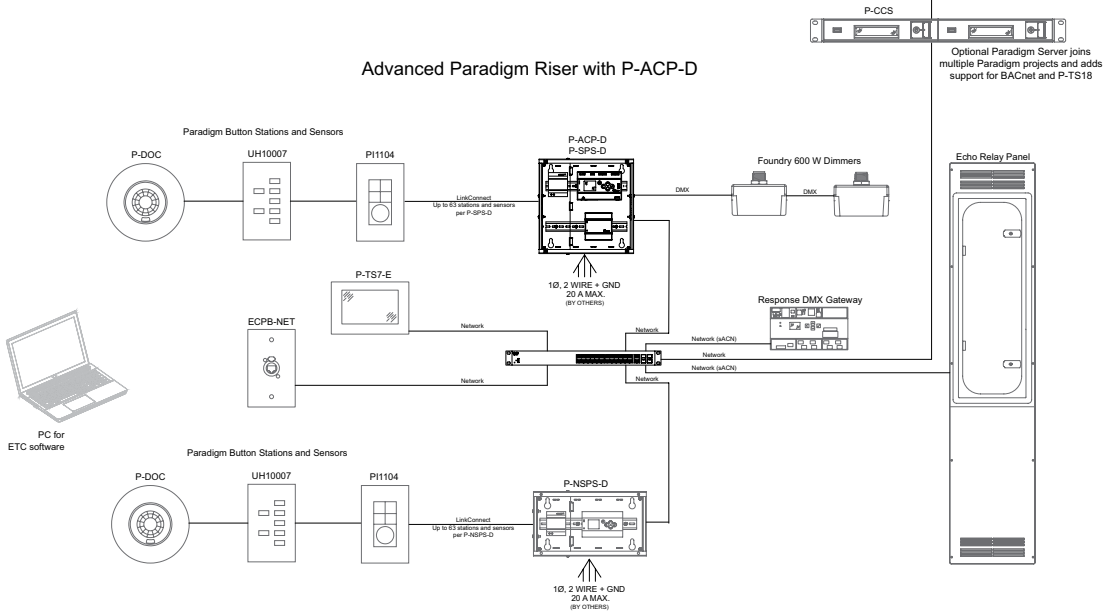 P-CCS
Optional Paradigm Server joins
multiple Paradigm projects and adds
support for BACnet and P-TS18
Advanced Paradigm Riser with P-ACP-D
Paradigm Button Stations and Sensors
P-DOC
UH10007
PI1104
P-ACP-D
P-SPS-D
Foundry 600 W Dimmers
Echo Relay Panel
LinkConnect
Up to 63 stations and sensors
per P-SPS-D
DMX
DMX
1Ø, 2 WIRE + GND
20 A MAX.
(BY OTHERS)
P-TS7-E
Response DMX Gateway
ECPB-NET
Network
Network
Network (sACN)
Network
Network (sACN)
Network
Network
PC for
ETC software
Paradigm Button Stations and Sensors
P-DOC
UH10007
PI1104
P-NSPS-D
LinkConnect
Up to 63 stations and sensors
per P-NSPS-D
1Ø, 2 WIRE + GND
20 A MAX.
(BY OTHERS)